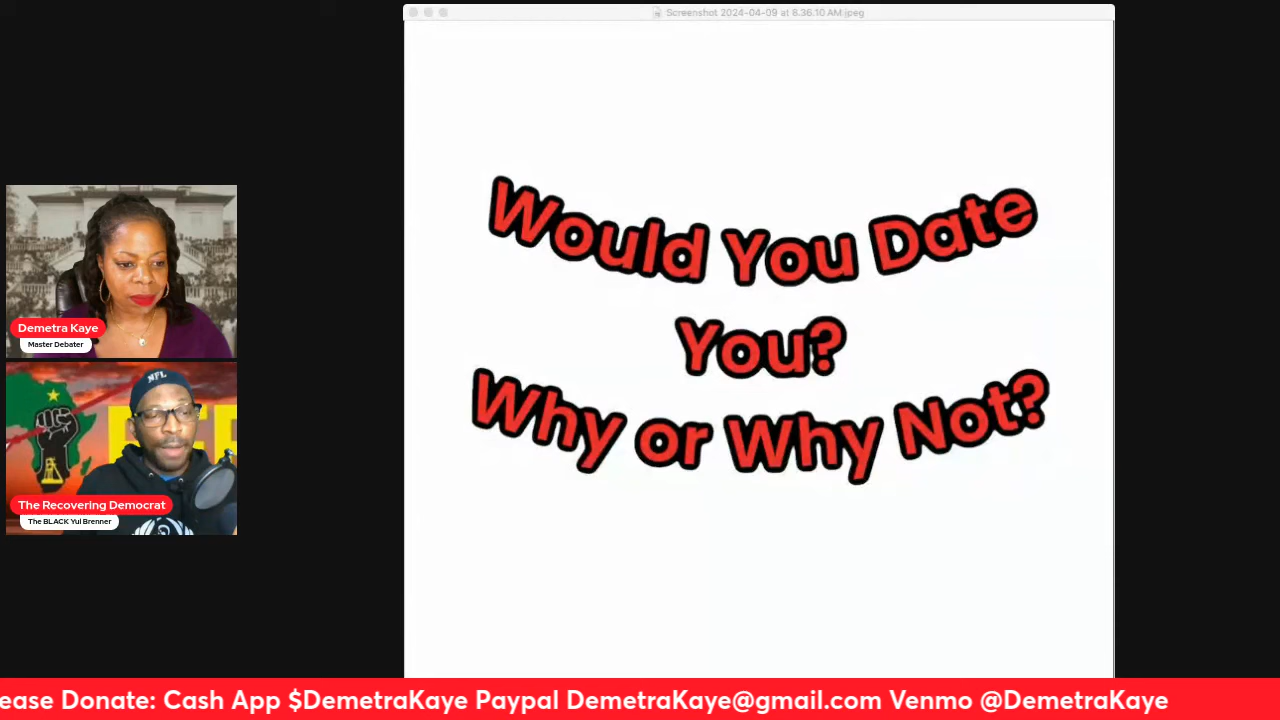 Screenshot 2024-04-09 at 8.36.10 AM.jpeg
Would You Date
You?
Why or Why Not?
Demetra Kaye
Master Debater
NFL
The Recovering Democrat
The BLACK Yul Brenner
ease Donate: Cash App $DemetraKaye Paypal DemetraKaye@gmail.com Venmo @DemetraKaye